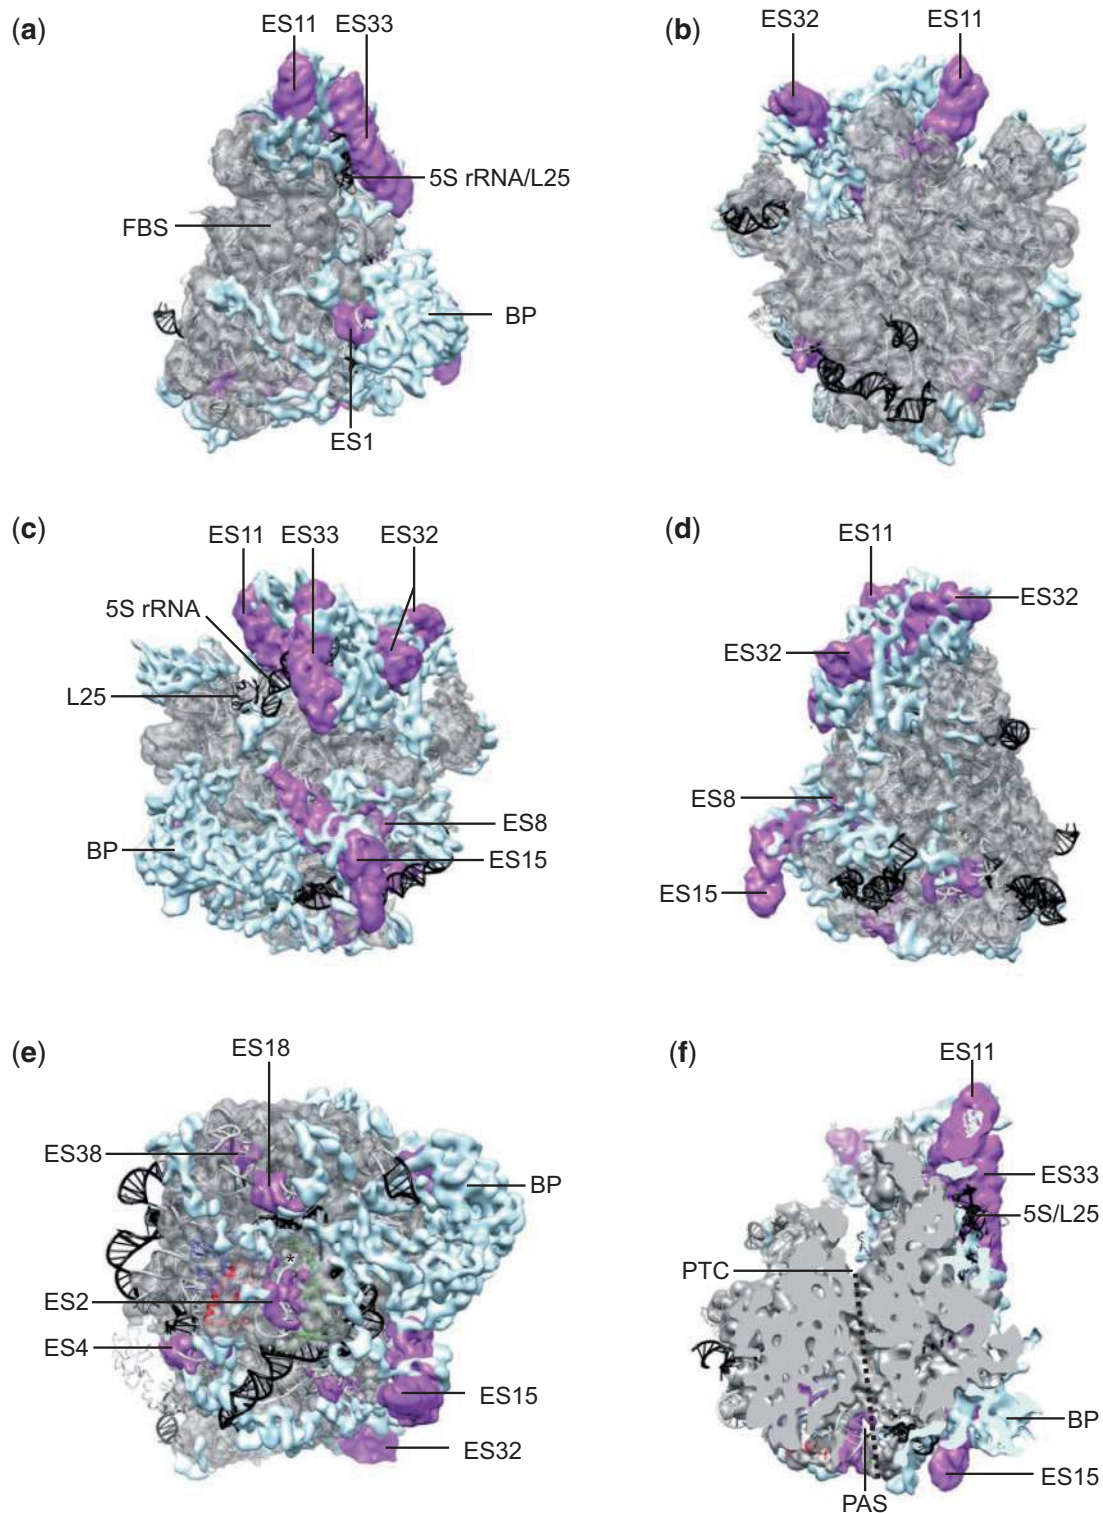 (a)
ES11 ES33
5S rRNA/L25
FBS
BP
ES1
(b)
ES32 ES11
(c)
ES11 ES33 ES32
5S rRNA
L25
ES8
BP
ES15
(d)
ES11
ES32
ES32
ES8
ES15
(e)
ES18
ES38
BP
*
ES2
ES4
ES15
ES32
(f)
ES11
ES33
5S/L25
PTC
BP
ES15
PAS